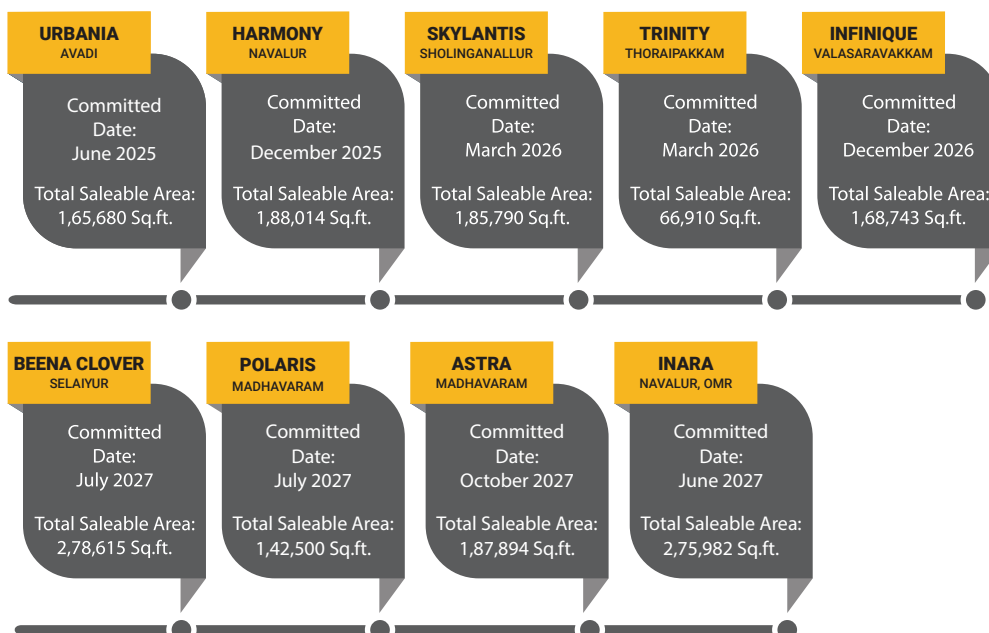 URBANIA
AVADI
Committed
Date:
June 2025
Total Saleable Area:
1,65,680 Sq.ft.
HARMONY
NAVALUR
Committed
Date:
December 2025
Total Saleable Area:
1,88,014 Sq.ft.
SKYLANTIS
SHOLINGANALLUR
Committed
Date:
March 2026
Total Saleable Area:
1,85,790 Sq.ft.
TRINITY
THORAIPAKKAM
Committed
Date:
March 2026
Total Saleable Area:
66,910 Sq.ft.
INFINIQUE
VALASARAVAKKAM
Committed
Date:
December 2026
Total Saleable Area:
1,68,743 Sq.ft.
BEENA CLOVER
SELAIYUR
Committed
Date:
July 2027
Total Saleable Area:
2,78,615 Sq.ft.
POLARIS
MADHAVARAM
Committed
Date:
July 2027
Total Saleable Area:
1,42,500 Sq.ft.
ASTRA
MADHAVARAM
Committed
Date:
October 2027
Total Saleable Area:
1,87,894 Sq.ft.
INARA
NAVALUR, OMR
Committed
Date:
June 2027
Total Saleable Area:
2,75,982 Sq.ft.